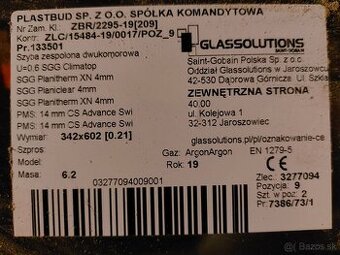 PLASTBUD SP. Z O.O. SPÓŁKA KOMANDYTOWA
Nr Zam. Kl. ZBR/2295-19[209]
Kontr: ZLC/15484-19/0017/POZ_9
Pr.133501
Szyba zespolona dwukomorowa
U=0.6 SGG Climatop
SGG Planitherm XN 4mm
SGG Planiclear 4mm
SGG Planitherm XN 4mm
PMS: 14 mm CS Advance Swi
PMS: 14 mm CS Advance Swi
Wymiar: 342x602 [0.21]
Szpros:
Masa: 6.2
03277094009001
GLASSOLUTIONS
SAINT-GOBAIN
Saint-Gobain Polska Sp. z o.
Oddział Glassolutions w Jaroszowcu
42-530 Dąbrowa Górnicza
ZEWNĘTRZNA STRONA
40.00
ul. Kolejowa 1
32-312 Jaroszowiec
glassolutions.pl/pl/oznakowanie-ce
Gaz: ArgonArgon EN 1279-5
Rok: 19
Zlec. 3277094
Pozycja: 9
Szt. w poz.: 2
Pr: 7386/73/1
bazos.sk